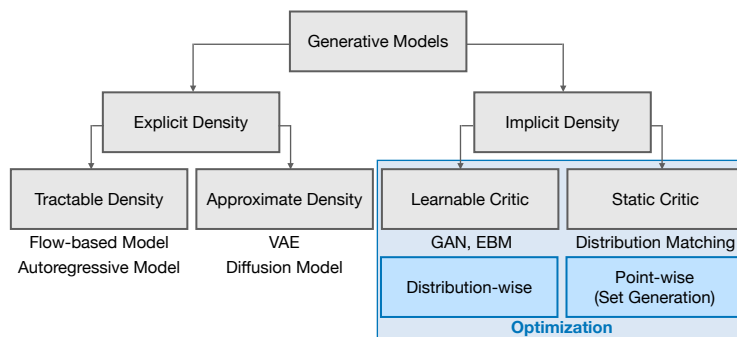 Generative Models
Explicit Density
Implicit Density
Tractable Density
Approximate Density
Learnable Critic
Static Critic
Flow-based Model
Autoregressive Model
VAE
Diffusion Model
GAN, EBM
Distribution Matching
Distribution-wise
Point-wise
(Set Generation)
Optimization